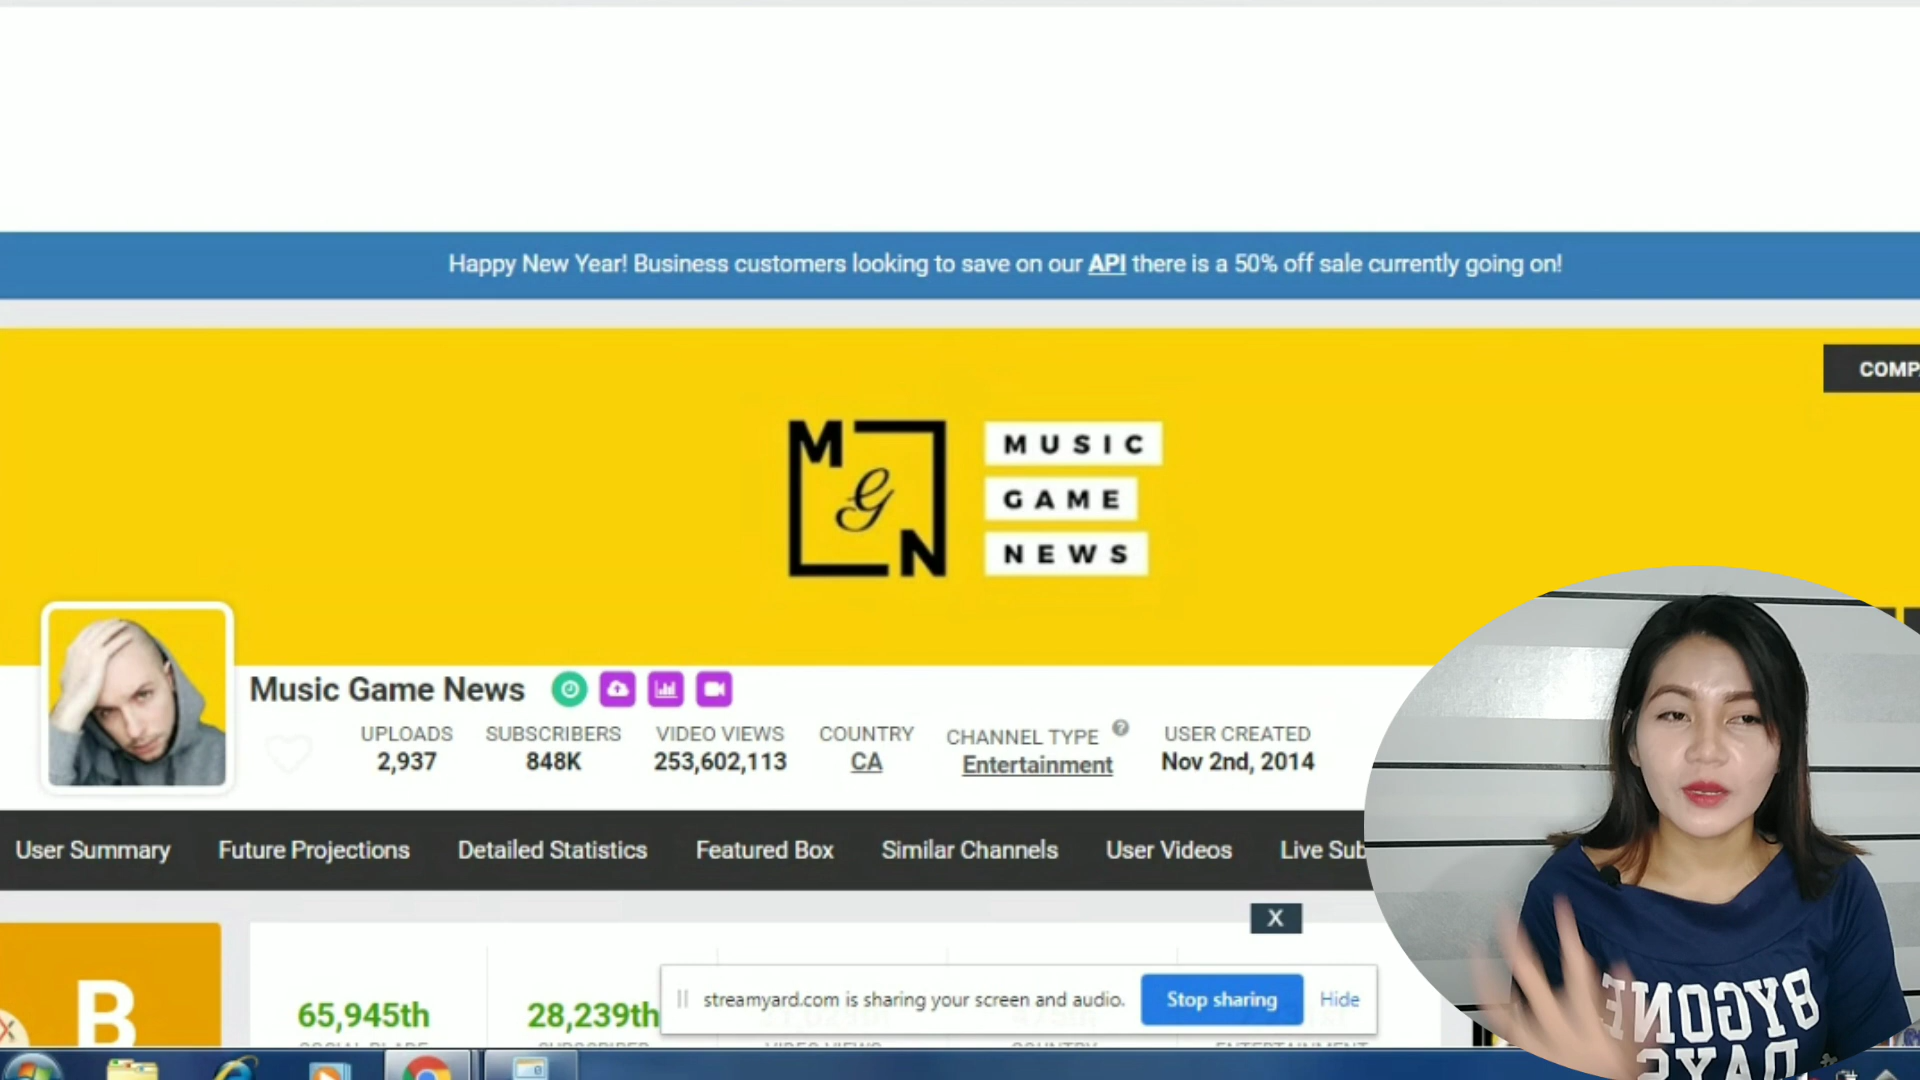 Happy New Year! Business customers looking to save on our API there is a 50% off sale currently going on!
COMP
M
G
N
MUSIC
GAME
NEWS
Music Game News
UPLOADS SUBSCRIBERS VIDEO VIEWS COUNTRY CHANNEL TYPE USER CREATED
2,937 848K 253,602,113 CA Entertainment Nov 2nd, 2014
User Summary Future Projections Detailed Statistics Featured Box Similar Channels User Videos Live Sub
X
B
65,945th 28,239th
streamyard.com is sharing your screen and audio. Stop sharing Hide
BYGONE
DAYS